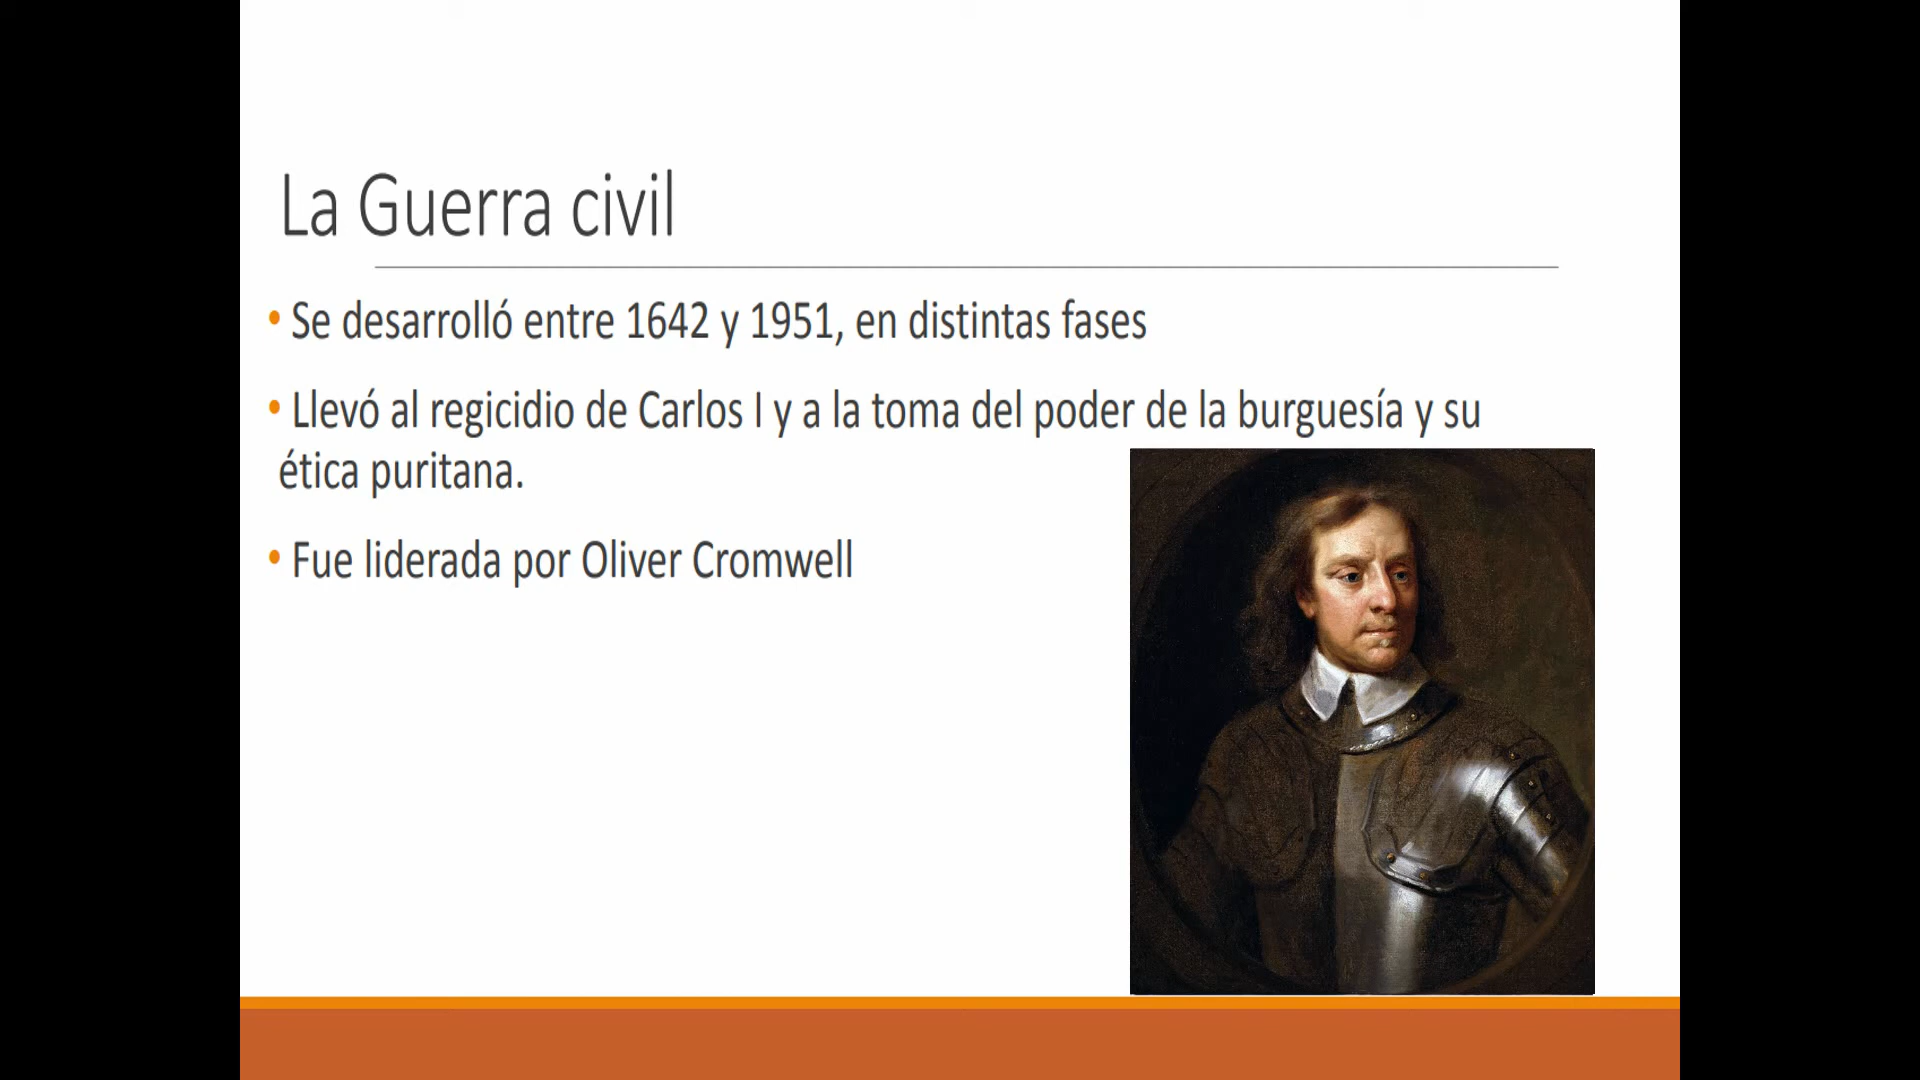 La Guerra civil
• Se desarrolló entre 1642 y 1951, en distintas fases
• Llevó al regicidio de Carlos I y a la toma del poder de la burguesía y su
ética puritana.
• Fue liderada por Oliver Cromwell